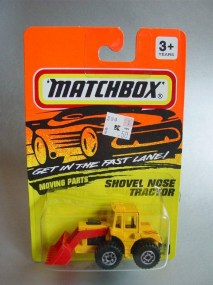 3+
YEARS
MATCHBOX
GET IN THE FAST LANE!
MOVING PARTS
SHOVEL NOSE
TRACTOR